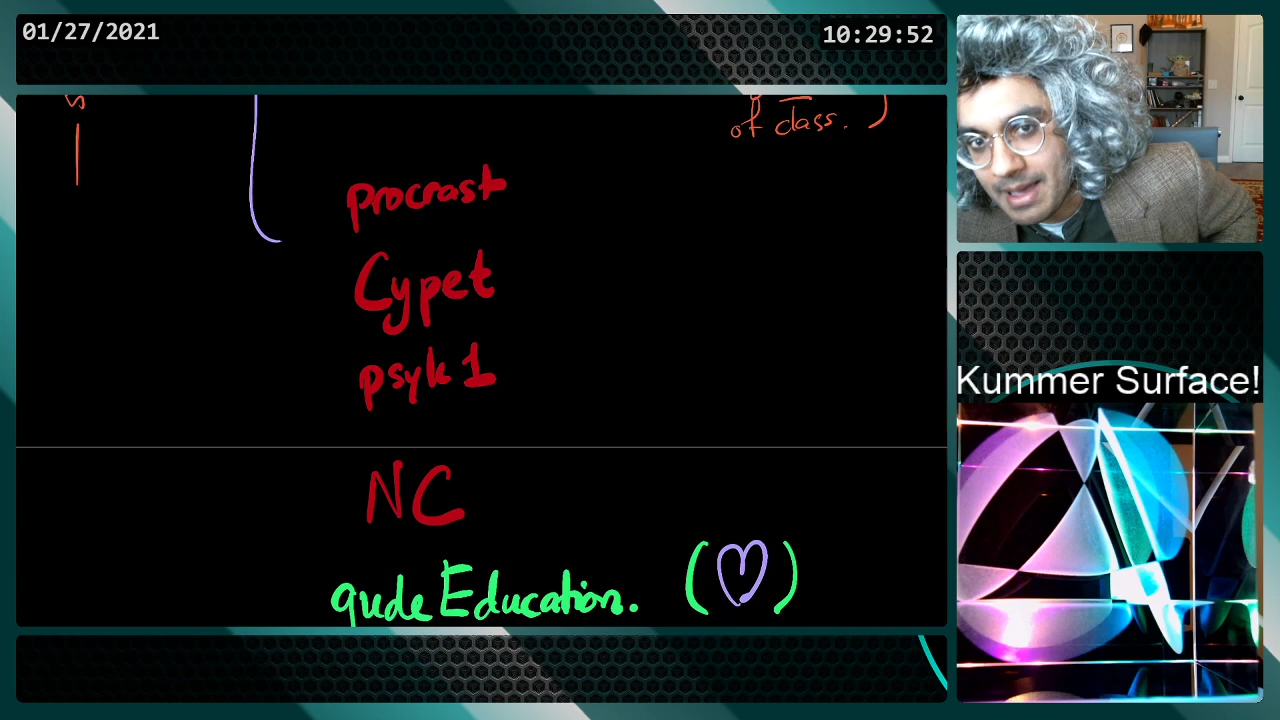 01/27/2021
10:29:52
of class. )
procrast
Cypet
psyk1
NC
qudeEducation. (♡)
Kummer Surface!